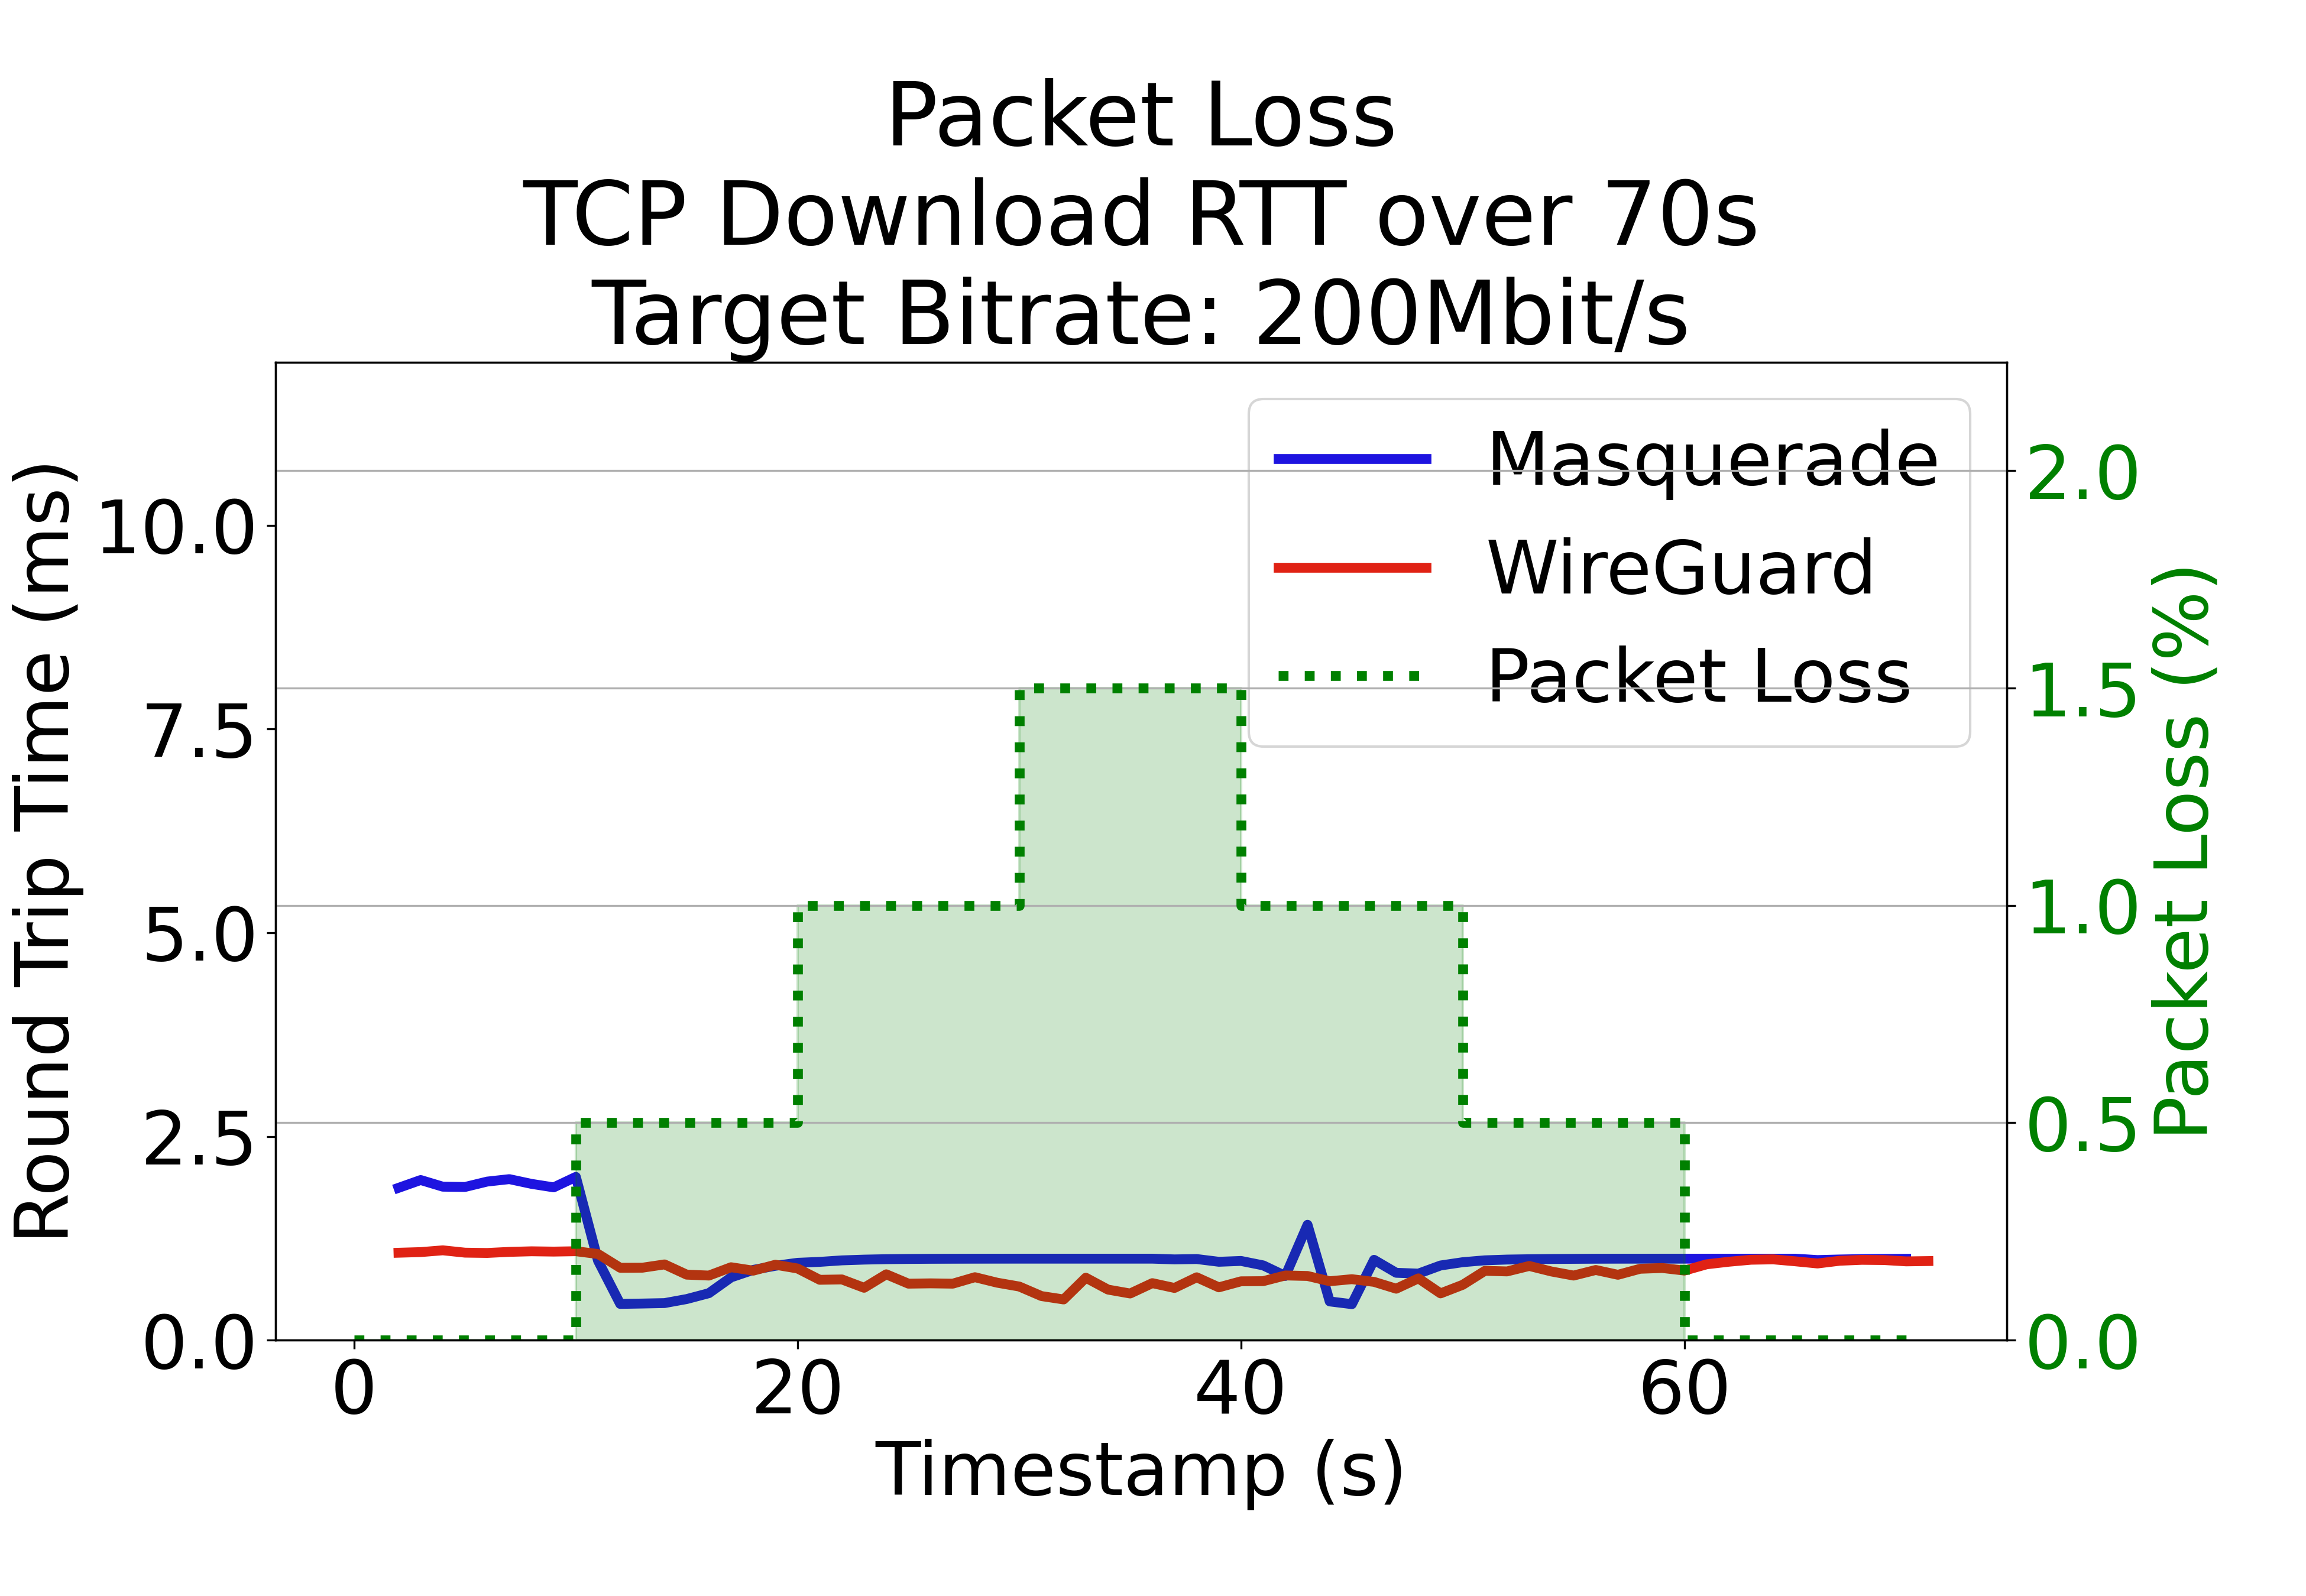 Packet Loss
TCP Download RTT over 70s
Target Bitrate: 200Mbit/s
Masquerade
WireGuard
Packet Loss
Round Trip Time (ms)
10.0
7.5
5.0
2.5
0.0
2.0
1.5
1.0
0.5
0.0
Packet Loss (%)
0 20 40 60
Timestamp (s)